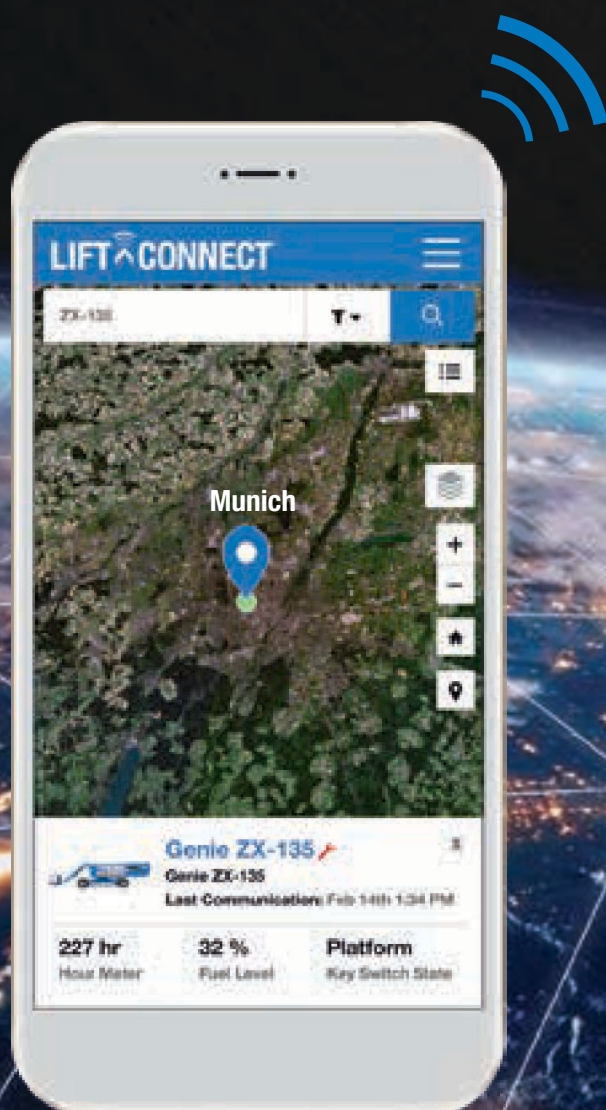 LIFT CONNECT
ZX-135
Munich
+
−
Genie ZX-135
x
Genie ZX-135
Last Communication: Feb 14th 1:34 PM
227 hr 32 % Platform
Hour Meter Fuel Level Key Switch State